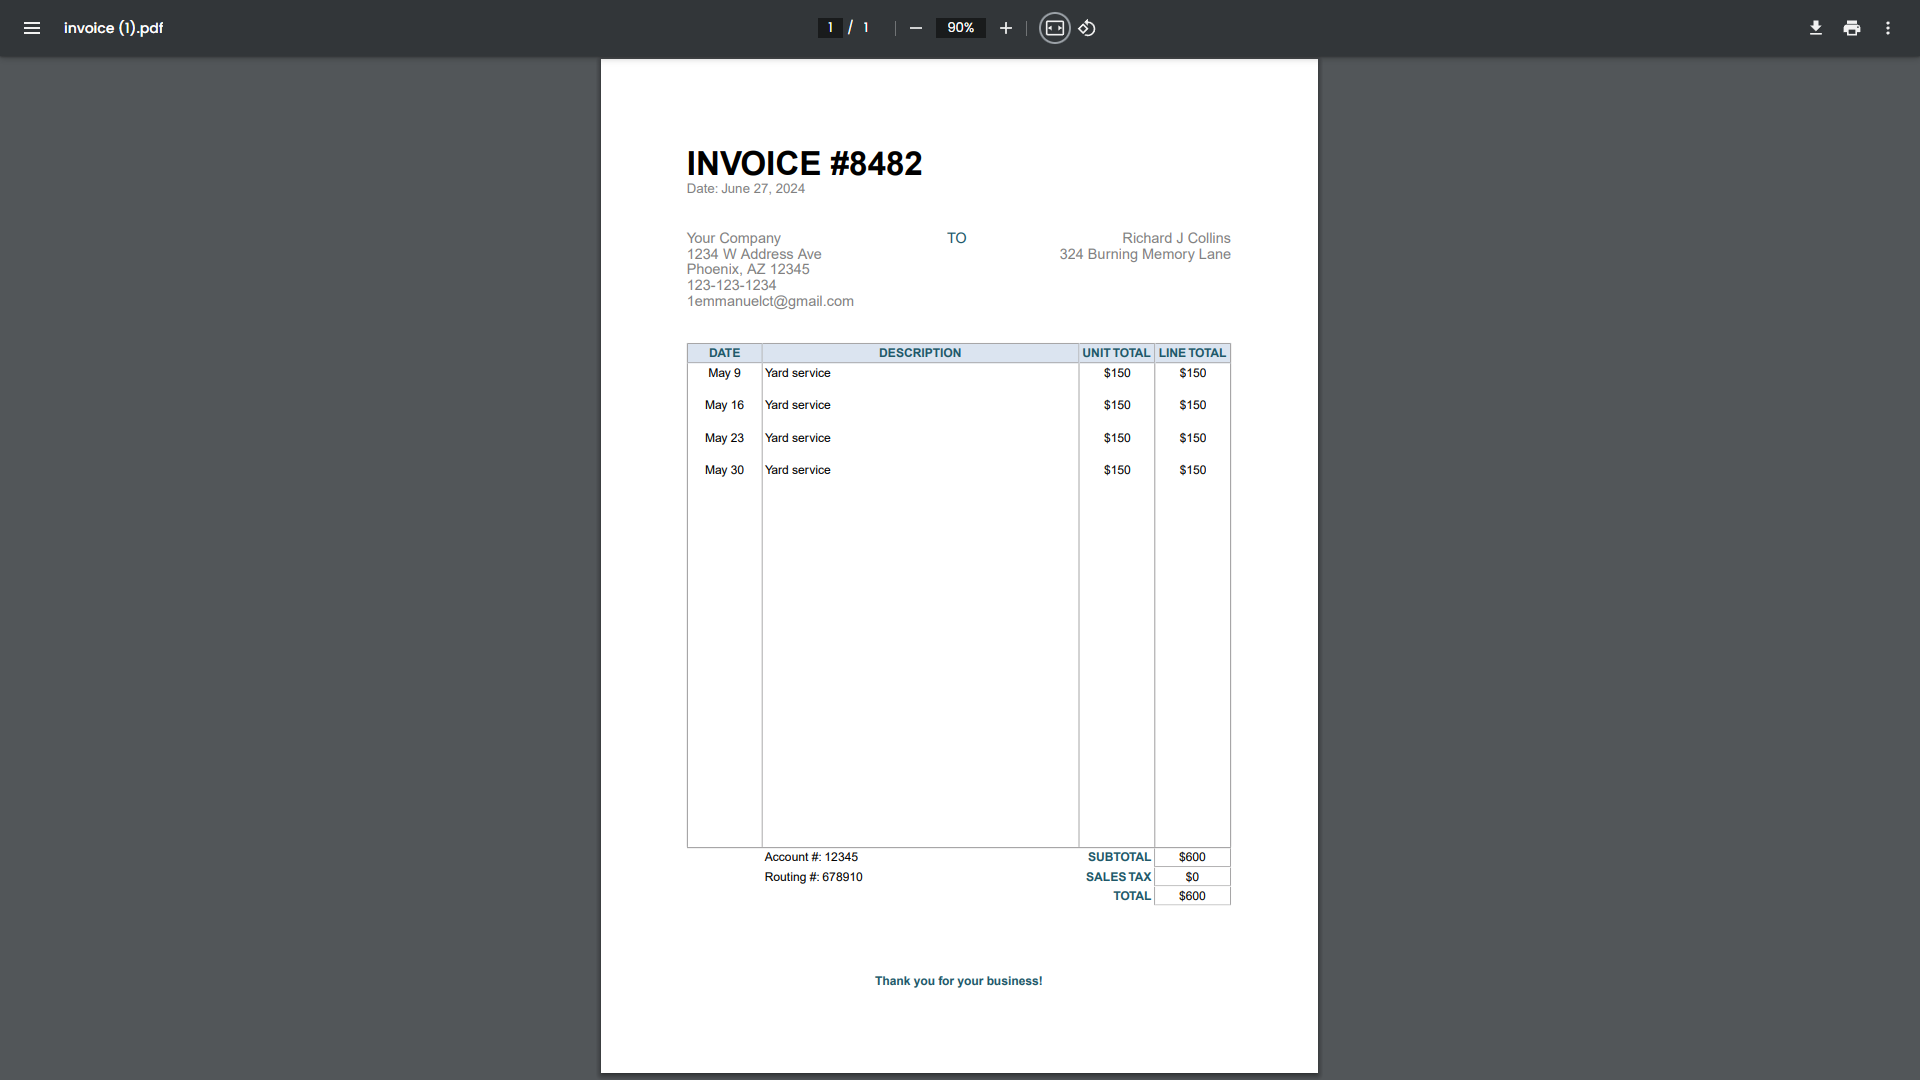 invoice (1).pdf
1 / 1
90%
INVOICE #8482
Date: June 27, 2024
Your Company TO Richard J Collins
1234 W Address Ave 324 Burning Memory Lane
Phoenix, AZ 12345
123-123-1234
1emmanuelct@gmail.com
DATE DESCRIPTION UNIT TOTAL LINE TOTAL
May 9 Yard service $150 $150
May 16 Yard service $150 $150
May 23 Yard service $150 $150
May 30 Yard service $150 $150
Account #: 12345 SUBTOTAL $600
Routing #: 678910 SALES TAX $0
TOTAL $600
Thank you for your business!